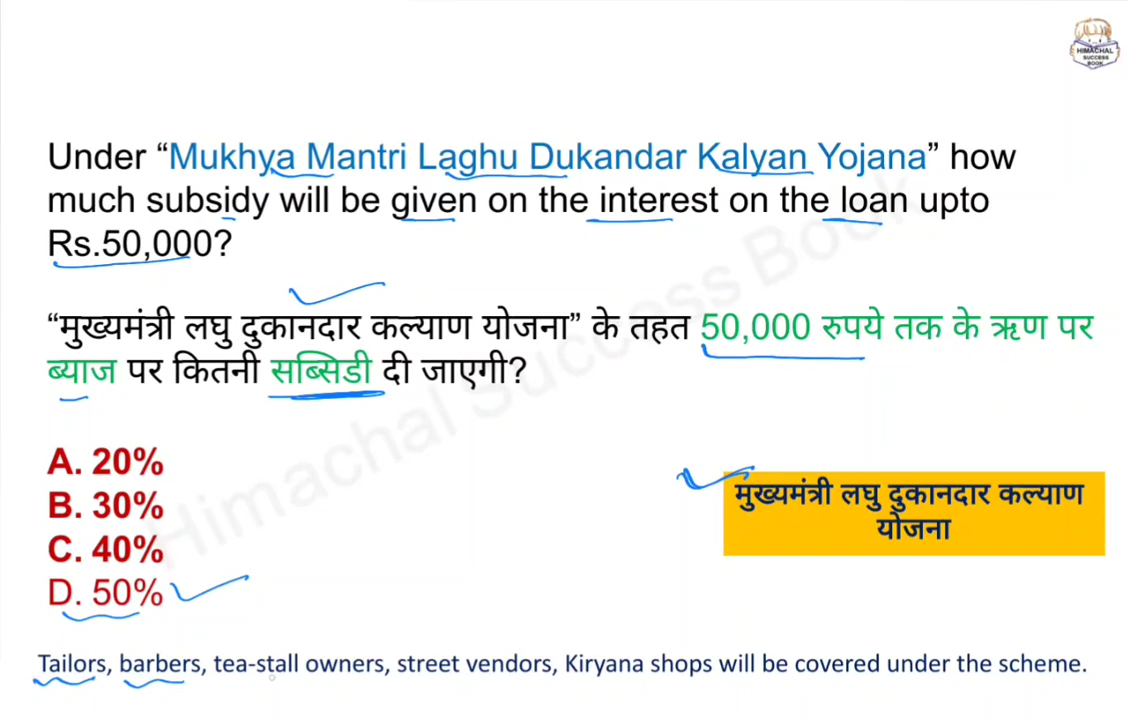 HIMACHAL
SUCCESS
BOOK
Under “Mukhya Mantri Laghu Dukandar Kalyan Yojana” how
much subsidy will be given on the interest on the loan upto
Rs.50,000?
“मुख्यमंत्री लघु दुकानदार कल्याण योजना” के तहत 50,000 रुपये तक के ऋण पर
ब्याज पर कितनी सब्सिडी दी जाएगी?
A. 20%
B. 30%
C. 40%
D. 50%
मुख्यमंत्री लघु दुकानदार कल्याण
योजना
Tailors, barbers, tea-stall owners, street vendors, Kiryana shops will be covered under the scheme.
Himachal Success Book